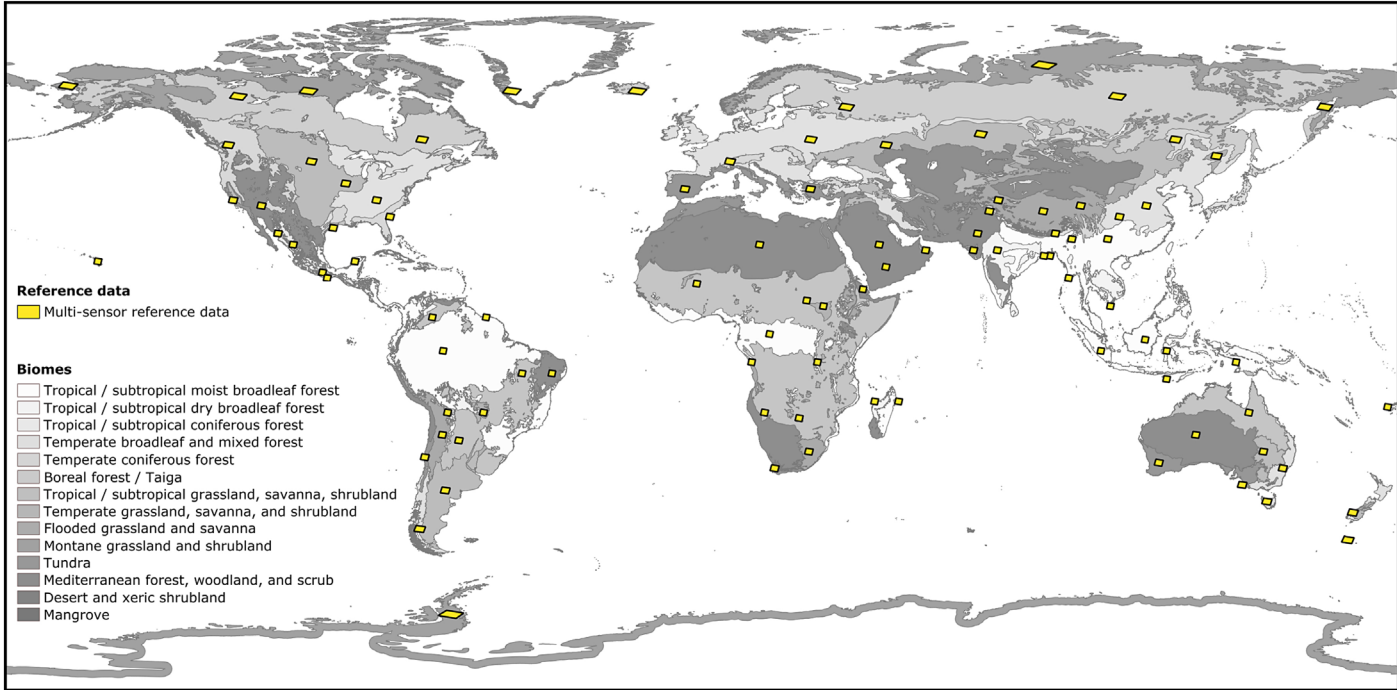 Reference data
Multi-sensor reference data
Biomes
Tropical / subtropical moist broadleaf forest
Tropical / subtropical dry broadleaf forest
Tropical / subtropical coniferous forest
Temperate broadleaf and mixed forest
Temperate coniferous forest
Boreal forest / Taiga
Tropical / subtropical grassland, savanna, shrubland
Temperate grassland, savanna, and shrubland
Flooded grassland and savanna
Montane grassland and shrubland
Tundra
Mediterranean forest, woodland, and scrub
Desert and xeric shrubland
Mangrove